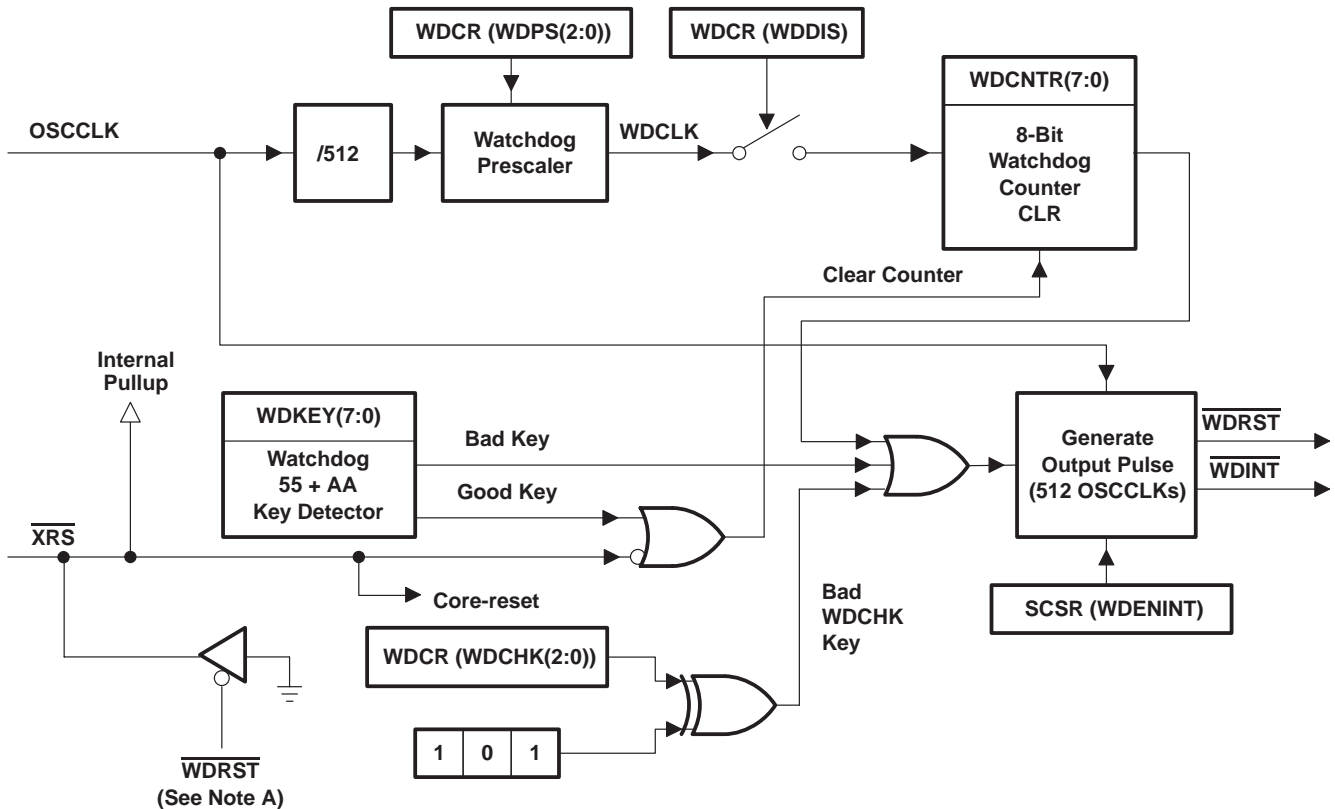 WDCR (WDPS(2:0))
WDCR (WDDIS)
WDCNTR(7:0)
OSCCLK
/512
Watchdog
Prescaler
WDCLK
8-Bit
Watchdog
Counter
CLR
Clear Counter
Internal
Pullup
WDKEY(7:0)
Watchdog
55 + AA
Key Detector
Bad Key
Good Key
Generate
Output Pulse
(512 OSCCLKs)
WDRST
WDINT
XRS
Core-reset
Bad
WDCHK
Key
SCSR (WDENINT)
WDCR (WDCHK(2:0))
1 0 1
WDRST
(See Note A)